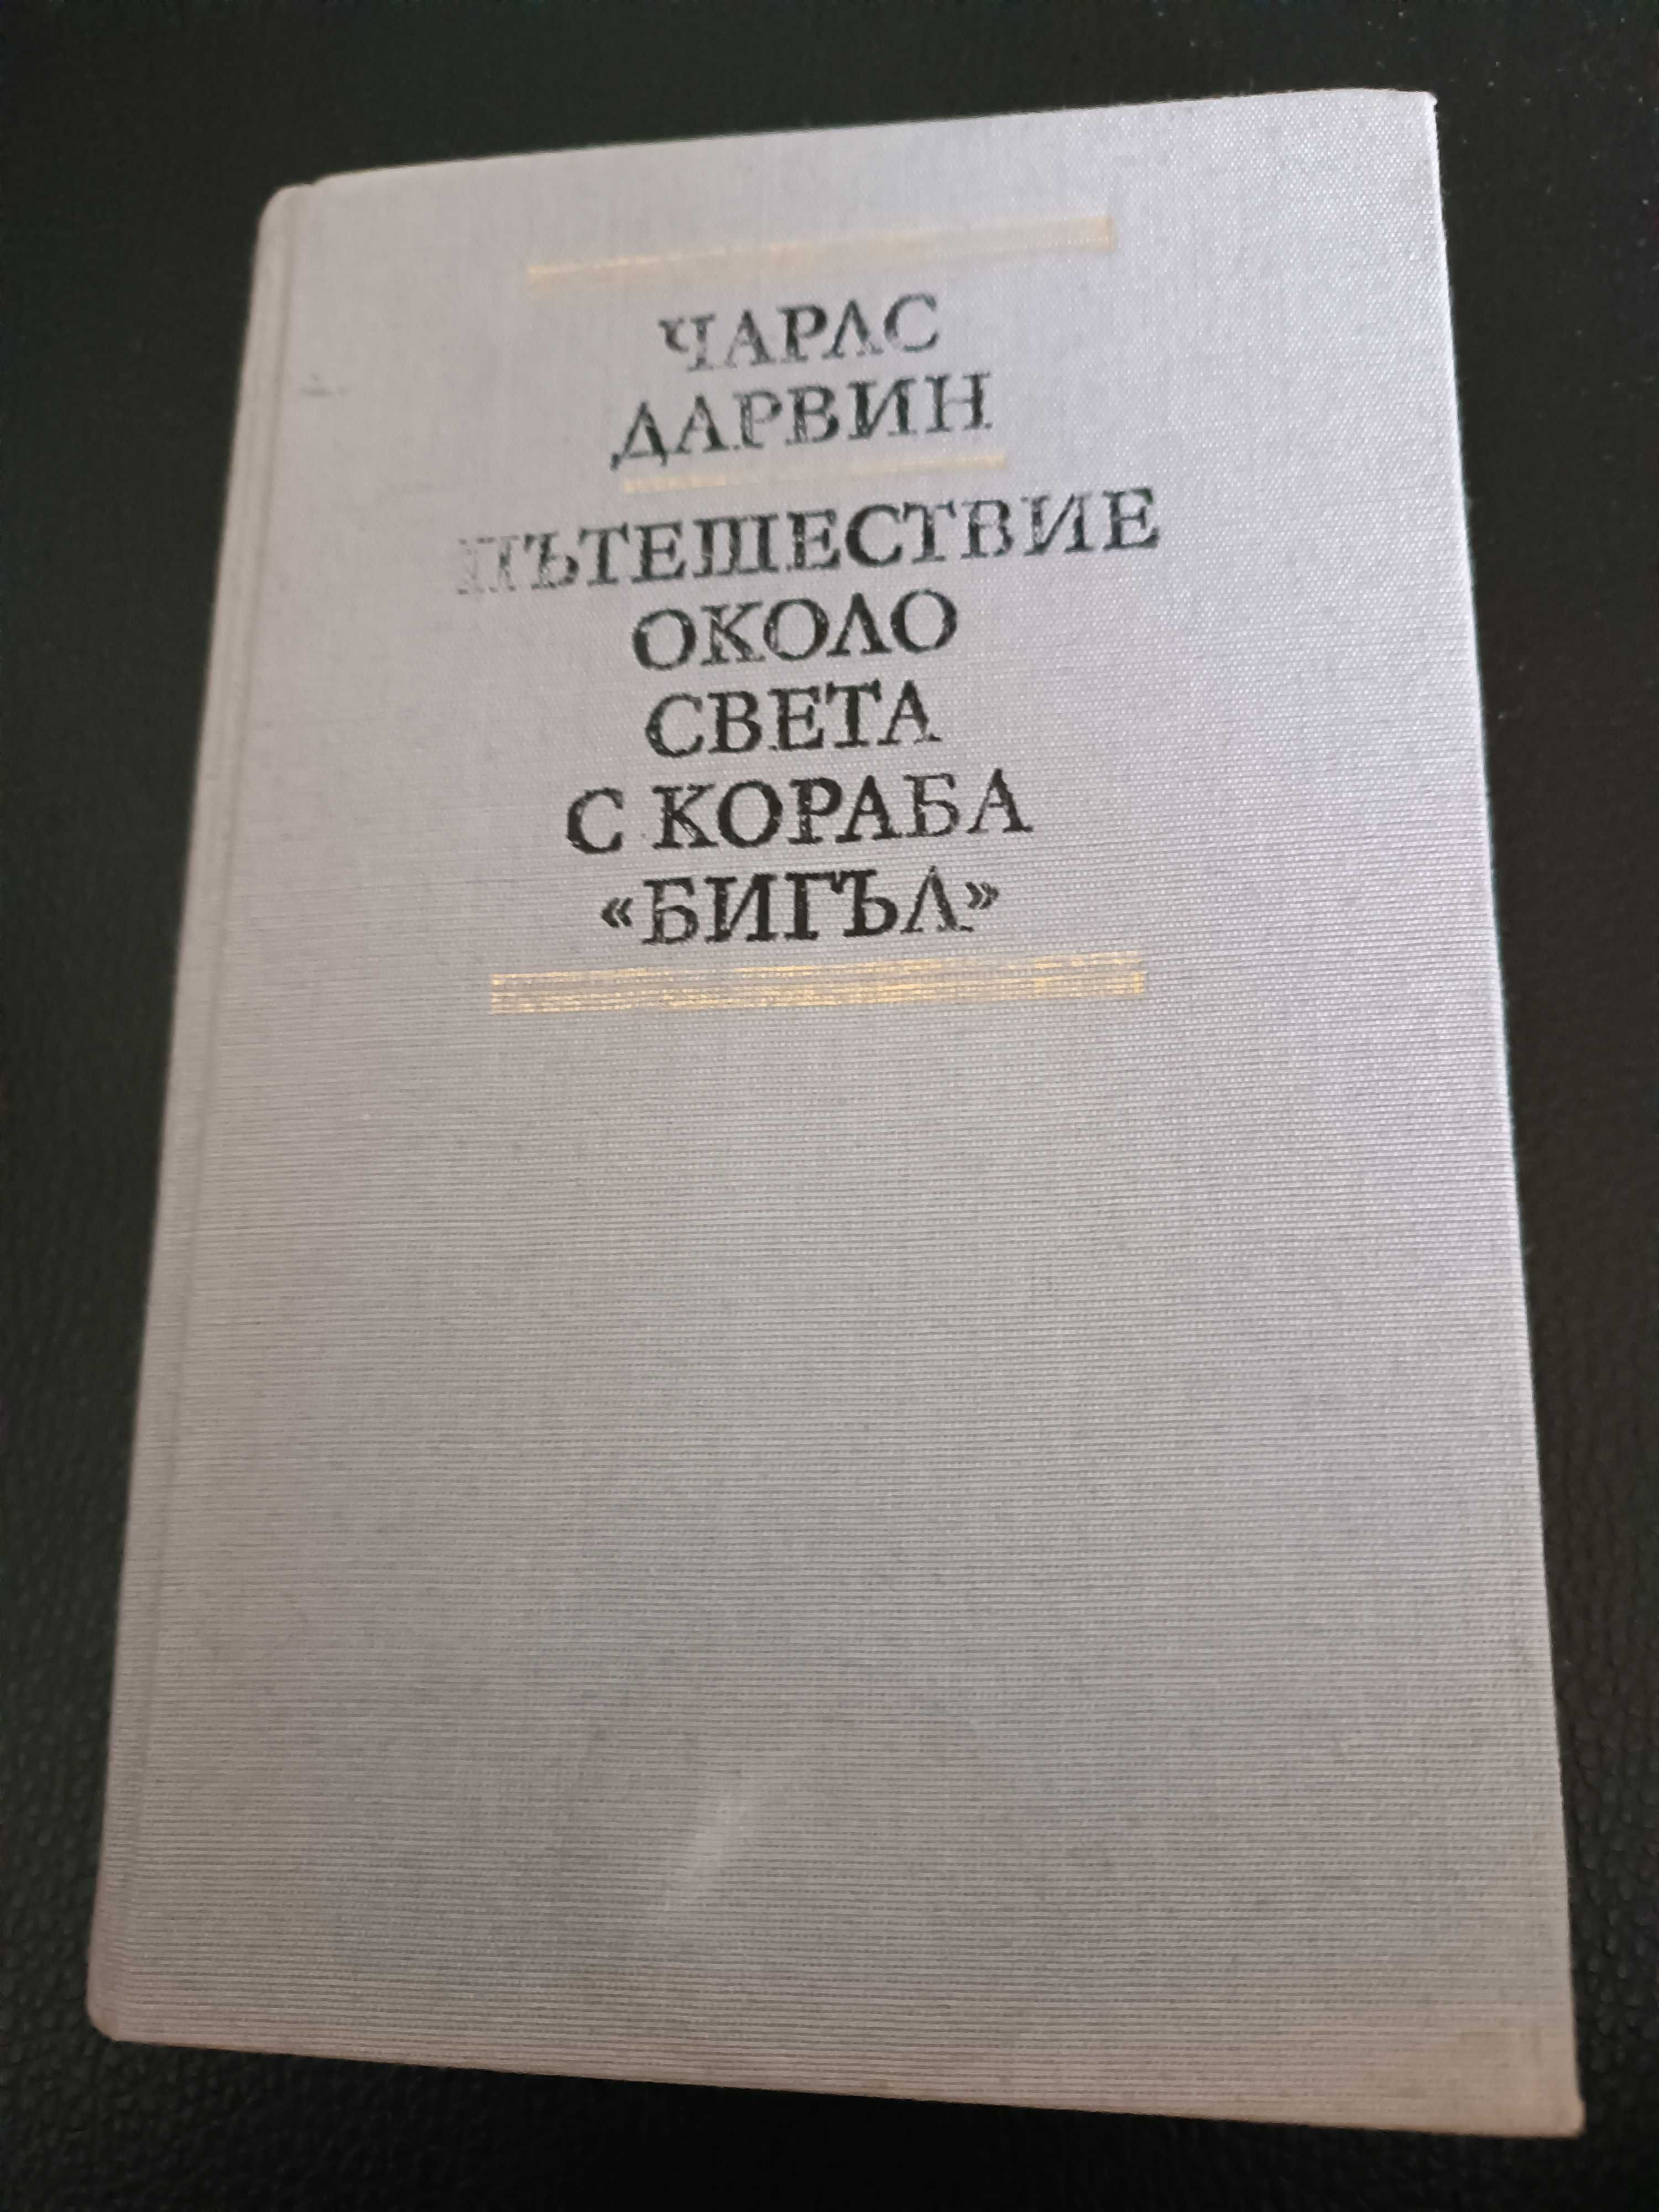 ЧАРЛС
ДАРВИН
ПЪТЕШЕСТВИЕ
ОКОЛО
СВЕТА
С КОРАБА
«БИГЪЛ»